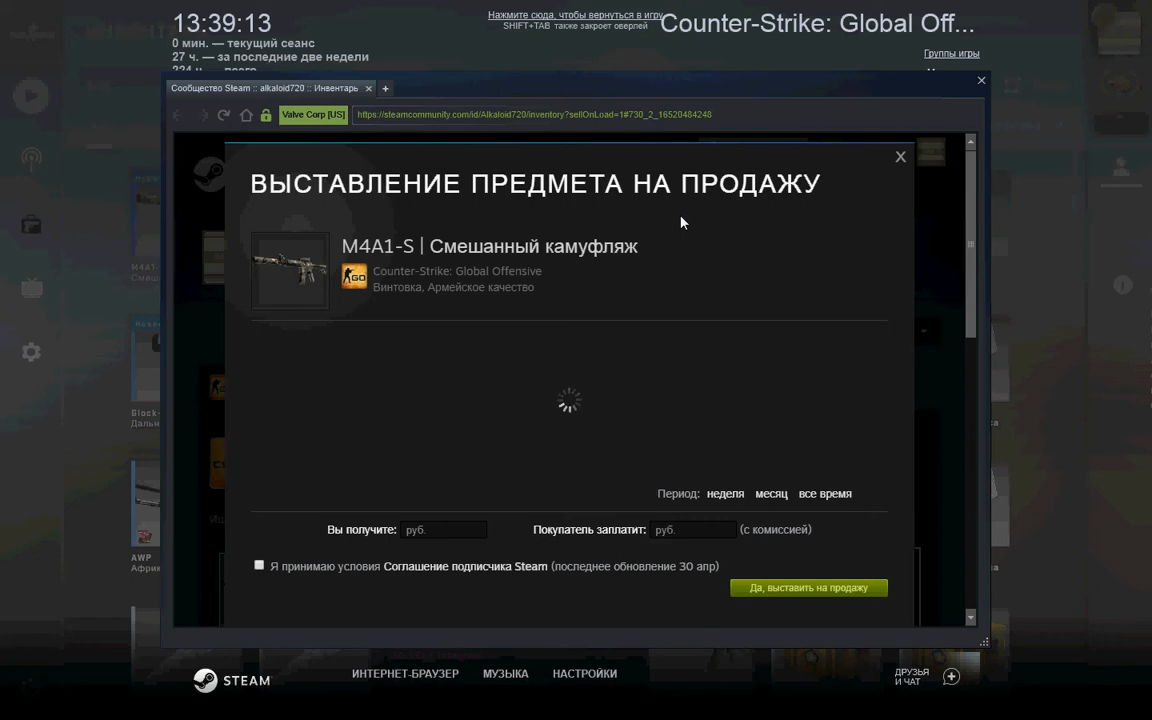 13:39:13
0 мин. — текущий сеанс
27 ч. — за последние две недели
Нажмите сюда, чтобы вернуться в игру
SHIFT+TAB также закроет оверлей
Counter-Strike: Global Off...
Группы игры
Сообщество Steam :: alkaloid720 :: Инвентарь
Valve Corp [US]
https://steamcommunity.com/id/Alkaloid720/inventory?sellOnLoad=1#730_2_16520484248
ВЫСТАВЛЕНИЕ ПРЕДМЕТА НА ПРОДАЖУ
M4A1-S | Смешанный камуфляж
Counter-Strike: Global Offensive
Винтовка, Армейское качество
Период: неделя месяц все время
Вы получите: руб. Покупатель заплатит: руб. (с комиссией)
Я принимаю условия Соглашение подписчика Steam (последнее обновление 30 апр)
Да, выставить на продажу
AWP
STEAM
ИНТЕРНЕТ-БРАУЗЕР МУЗЫКА НАСТРОЙКИ
ДРУЗЬЯ
И ЧАТ